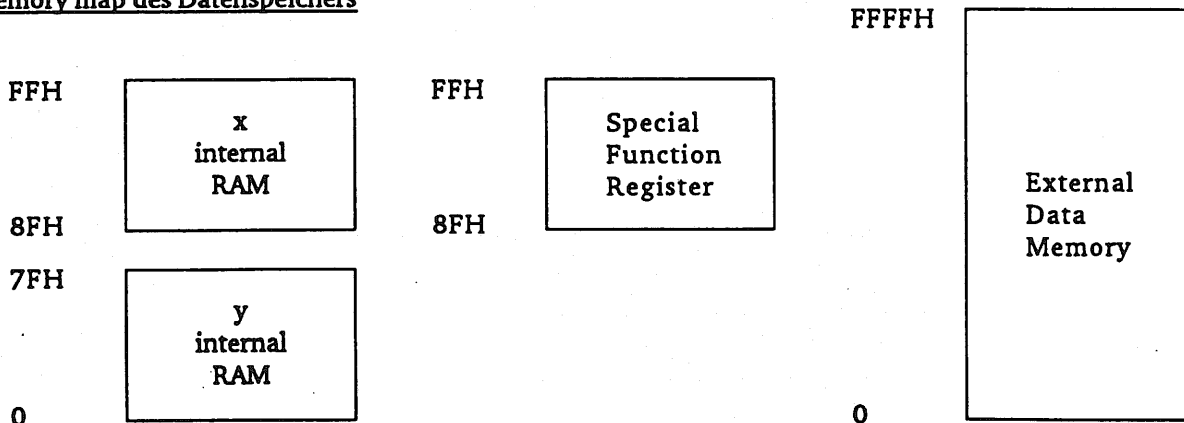 emory map des Datenspeichers
FFH
x
internal
RAM
8FH
7FH
y
internal
RAM
0
FFH
Special
Function
Register
8FH
FFFFH
External
Data
Memory
0